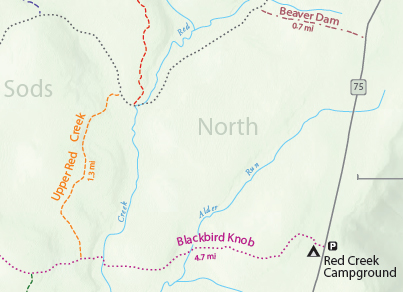 Beaver Dam
0.7 mi
Red
75
Sods
North
Upper Red Creek
1.3 mi
Run
Alder
Creek
Blackbird Knob
4.7 mi
P
Red Creek
Campground